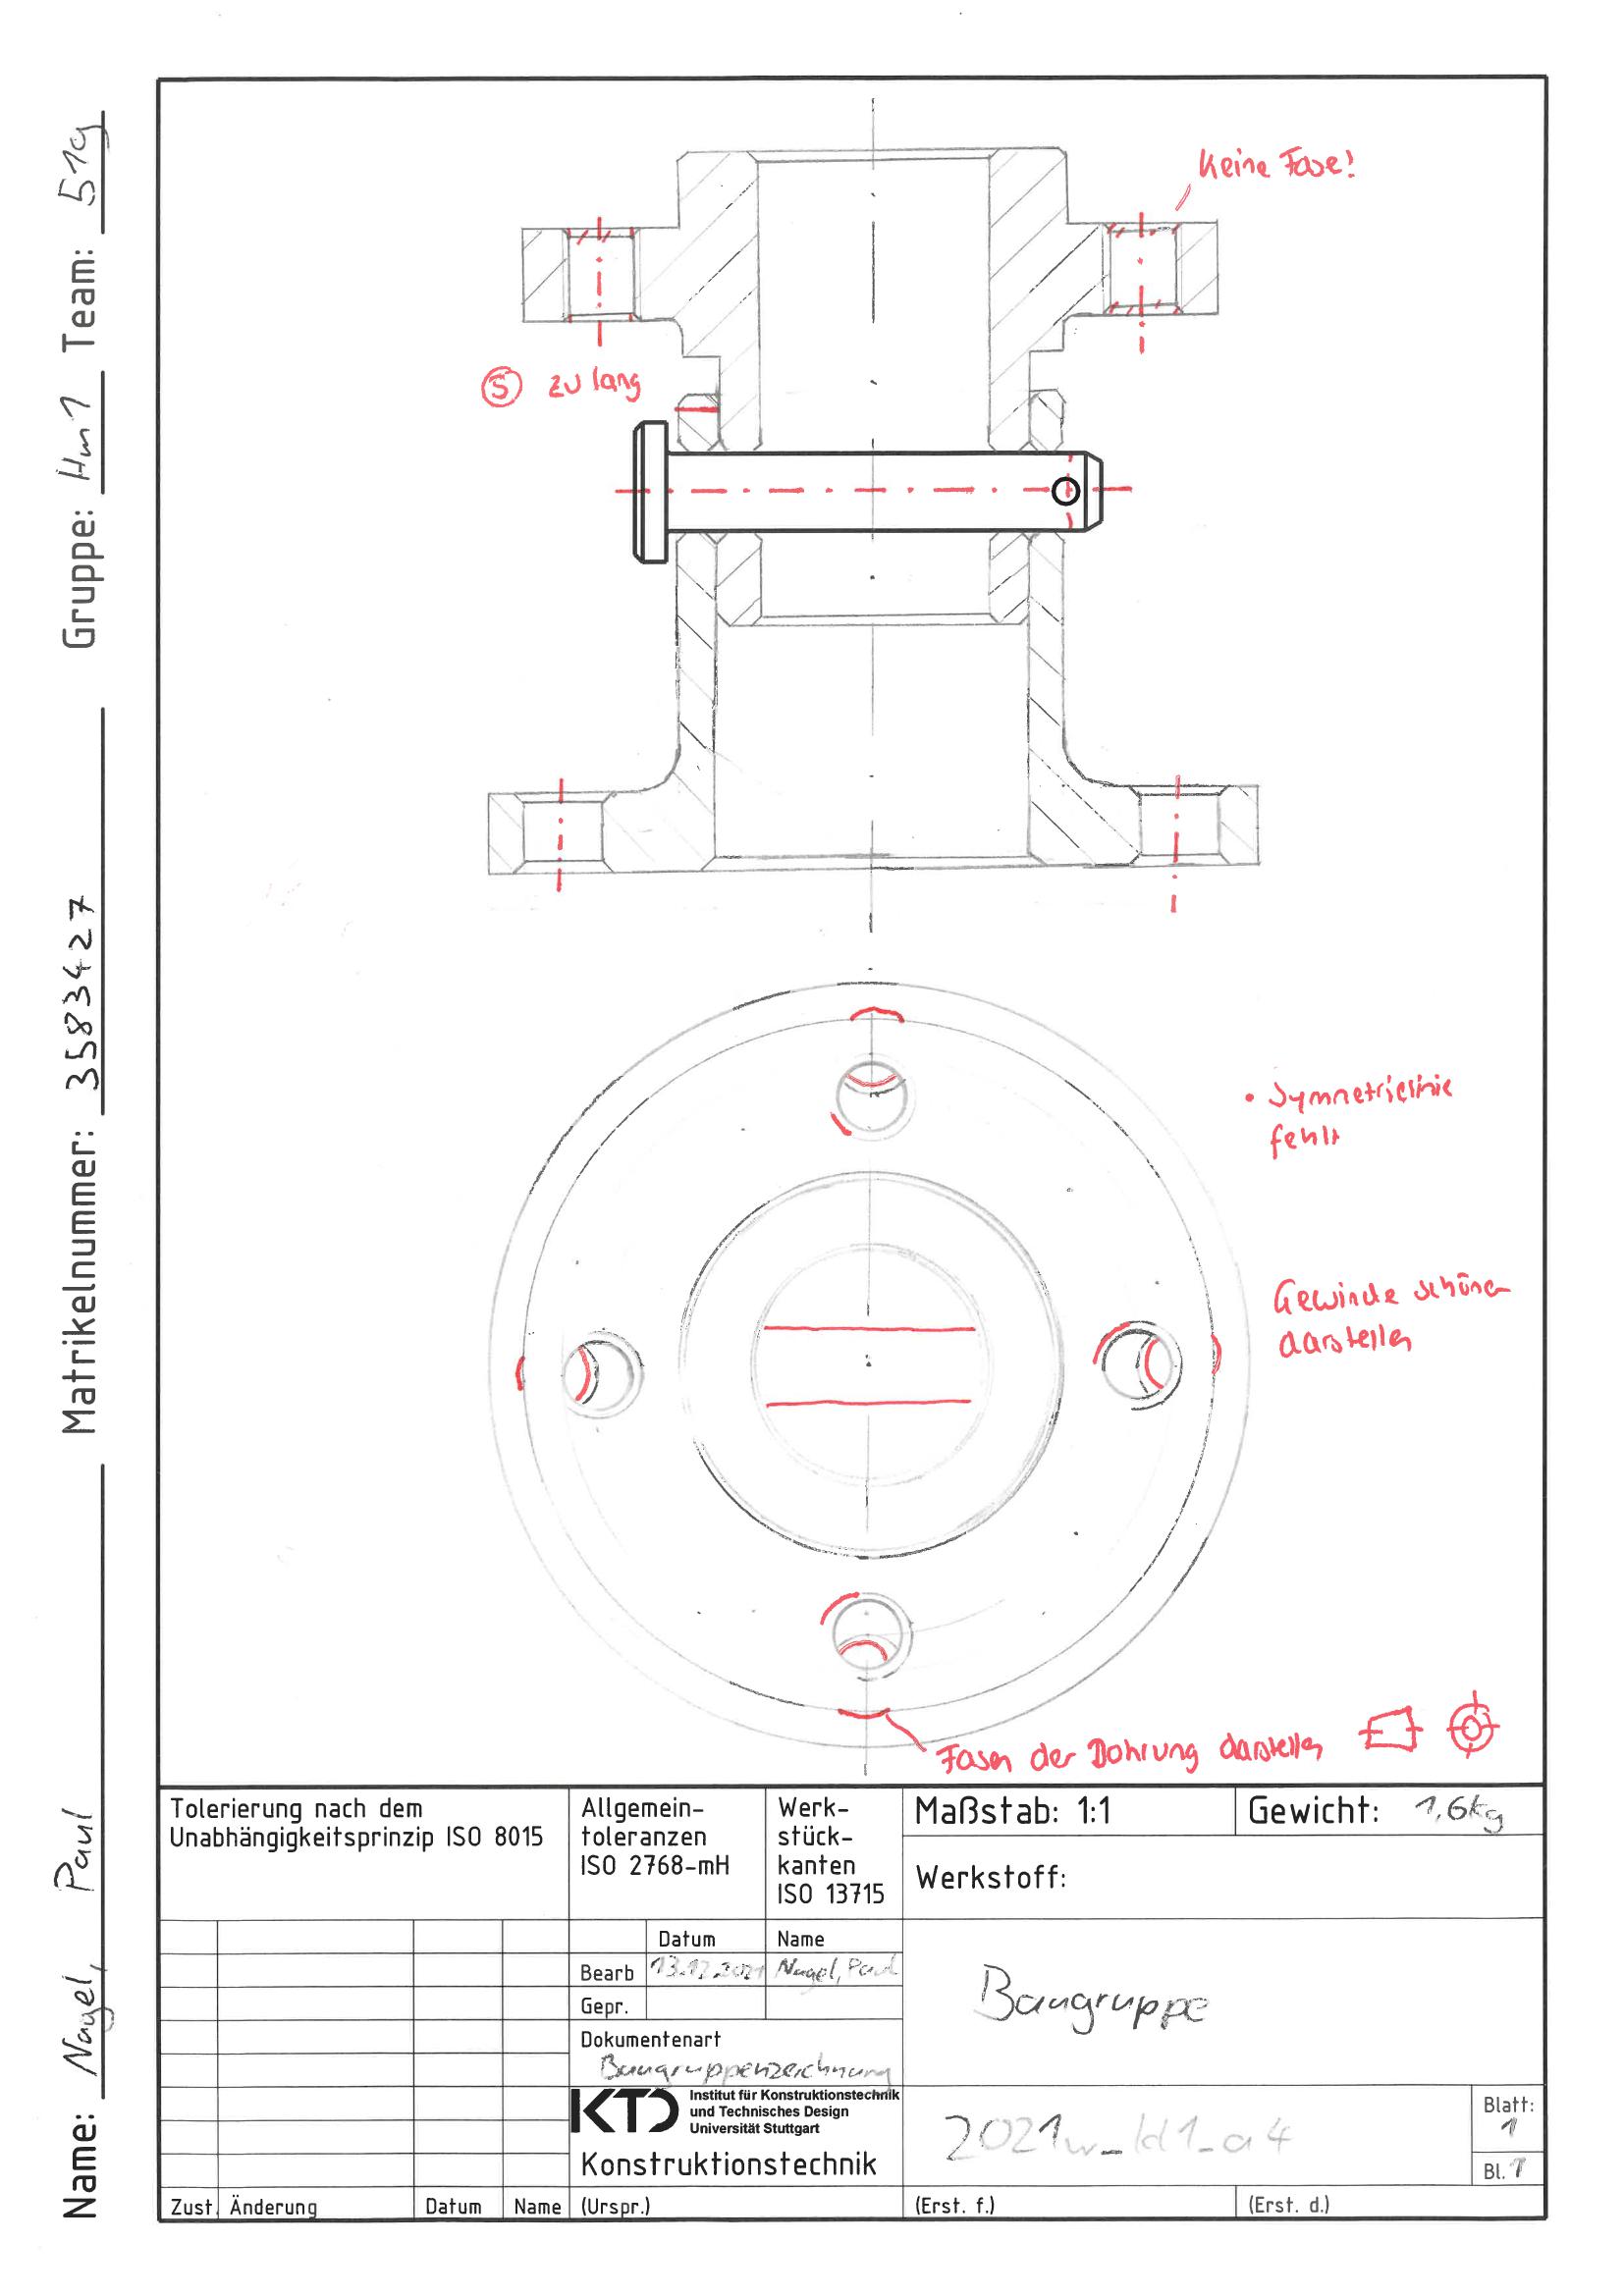 Name: Nagel, Paul Matrikelnummer: 3583427 Gruppe: Hm1 Team: 51g
Keine Fase!
S zu lang
• Symmetrielinie
fehlt
Gewinde schöner
darstellen
Fasen der Bohrung darstellen
Tolerierung nach dem
Unabhängigkeitsprinzip ISO 8015
Allgemein-
toleranzen
ISO 2768-mH
Werk-
stück-
kanten
ISO 13715
Maßstab: 1:1
Gewicht: 1,6kg
Werkstoff:
Datum Name
Bearb 13.12.2021 Nagel, Paul
Gepr.
Dokumentenart
Baugruppenzeichnung
Baugruppe
KTD
Institut für Konstruktionstechnik
und Technisches Design
Universität Stuttgart
Konstruktionstechnik
2021w_kl1_a4
Blatt:
1
Bl. 1
Zust. Änderung Datum Name (Urspr.) (Erst. f.) (Erst. d.)